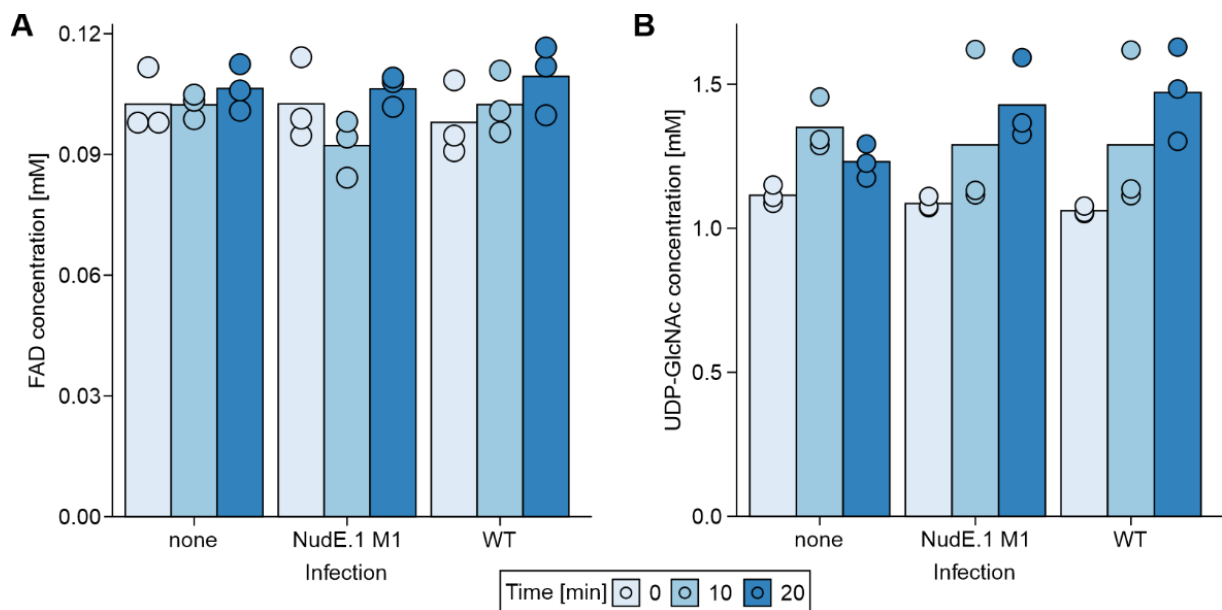 A
FAD concentration [mM]
0.12
0.09
0.06
0.03
0.00
none NudE.1 M1 WT
Infection
B
UDP-GlcNAc concentration [mM]
1.5
1.0
0.5
0.0
none NudE.1 M1 WT
Infection
Time [min] 0 10 20